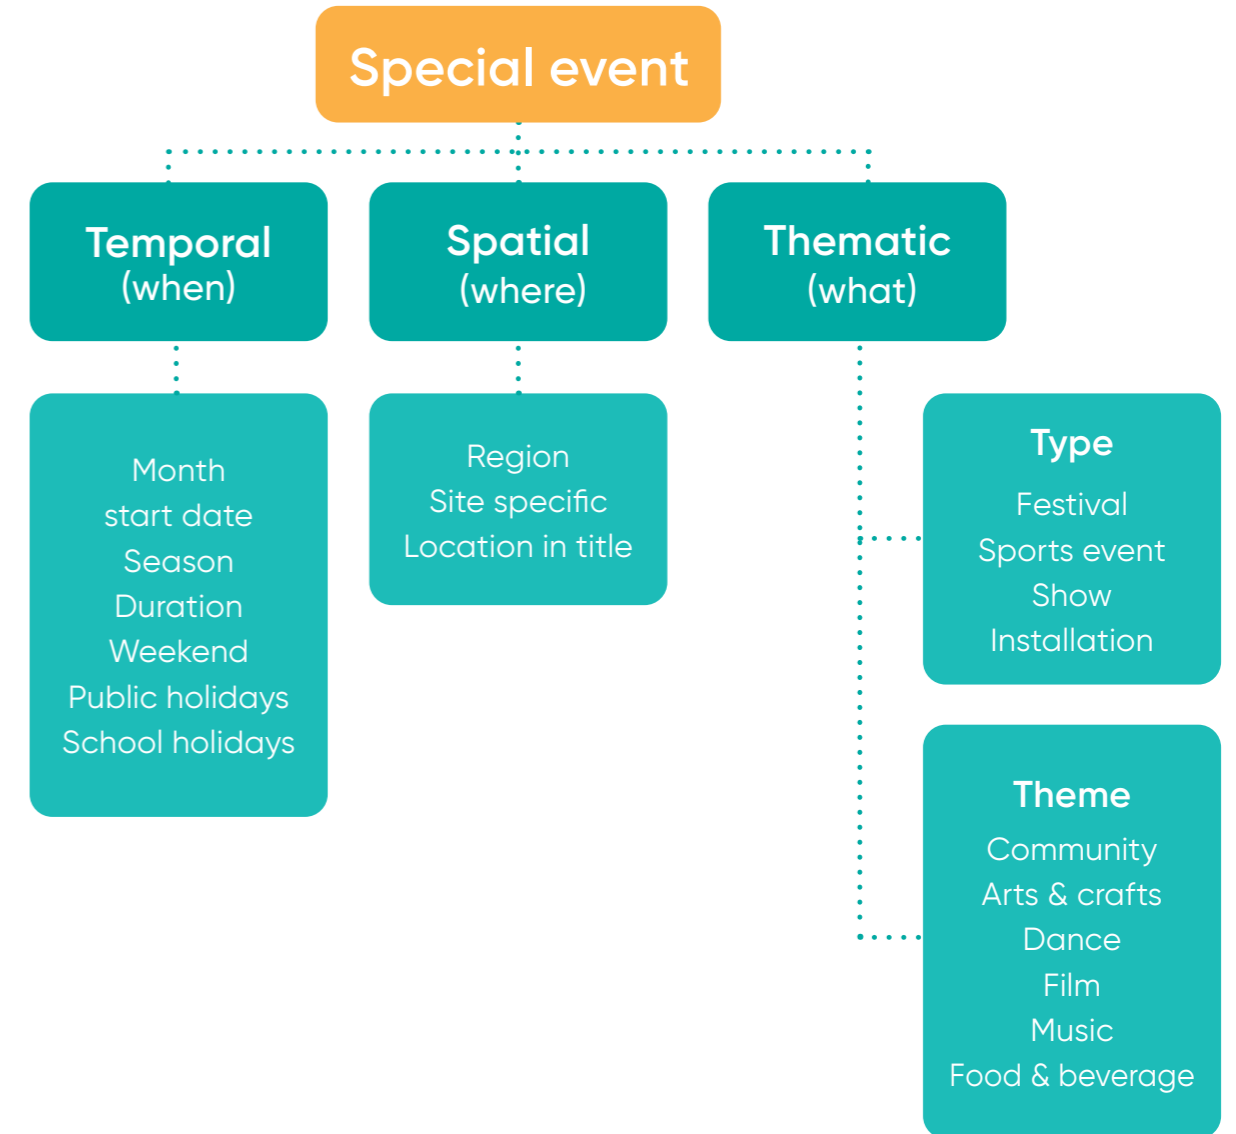 Special event
Temporal
(when)
Spatial
(where)
Thematic
(what)
Month
start date
Season
Duration
Weekend
Public holidays
School holidays
Region
Site specific
Location in title
Type
Festival
Sports event
Show
Installation
Theme
Community
Arts & crafts
Dance
Film
Music
Food & beverage